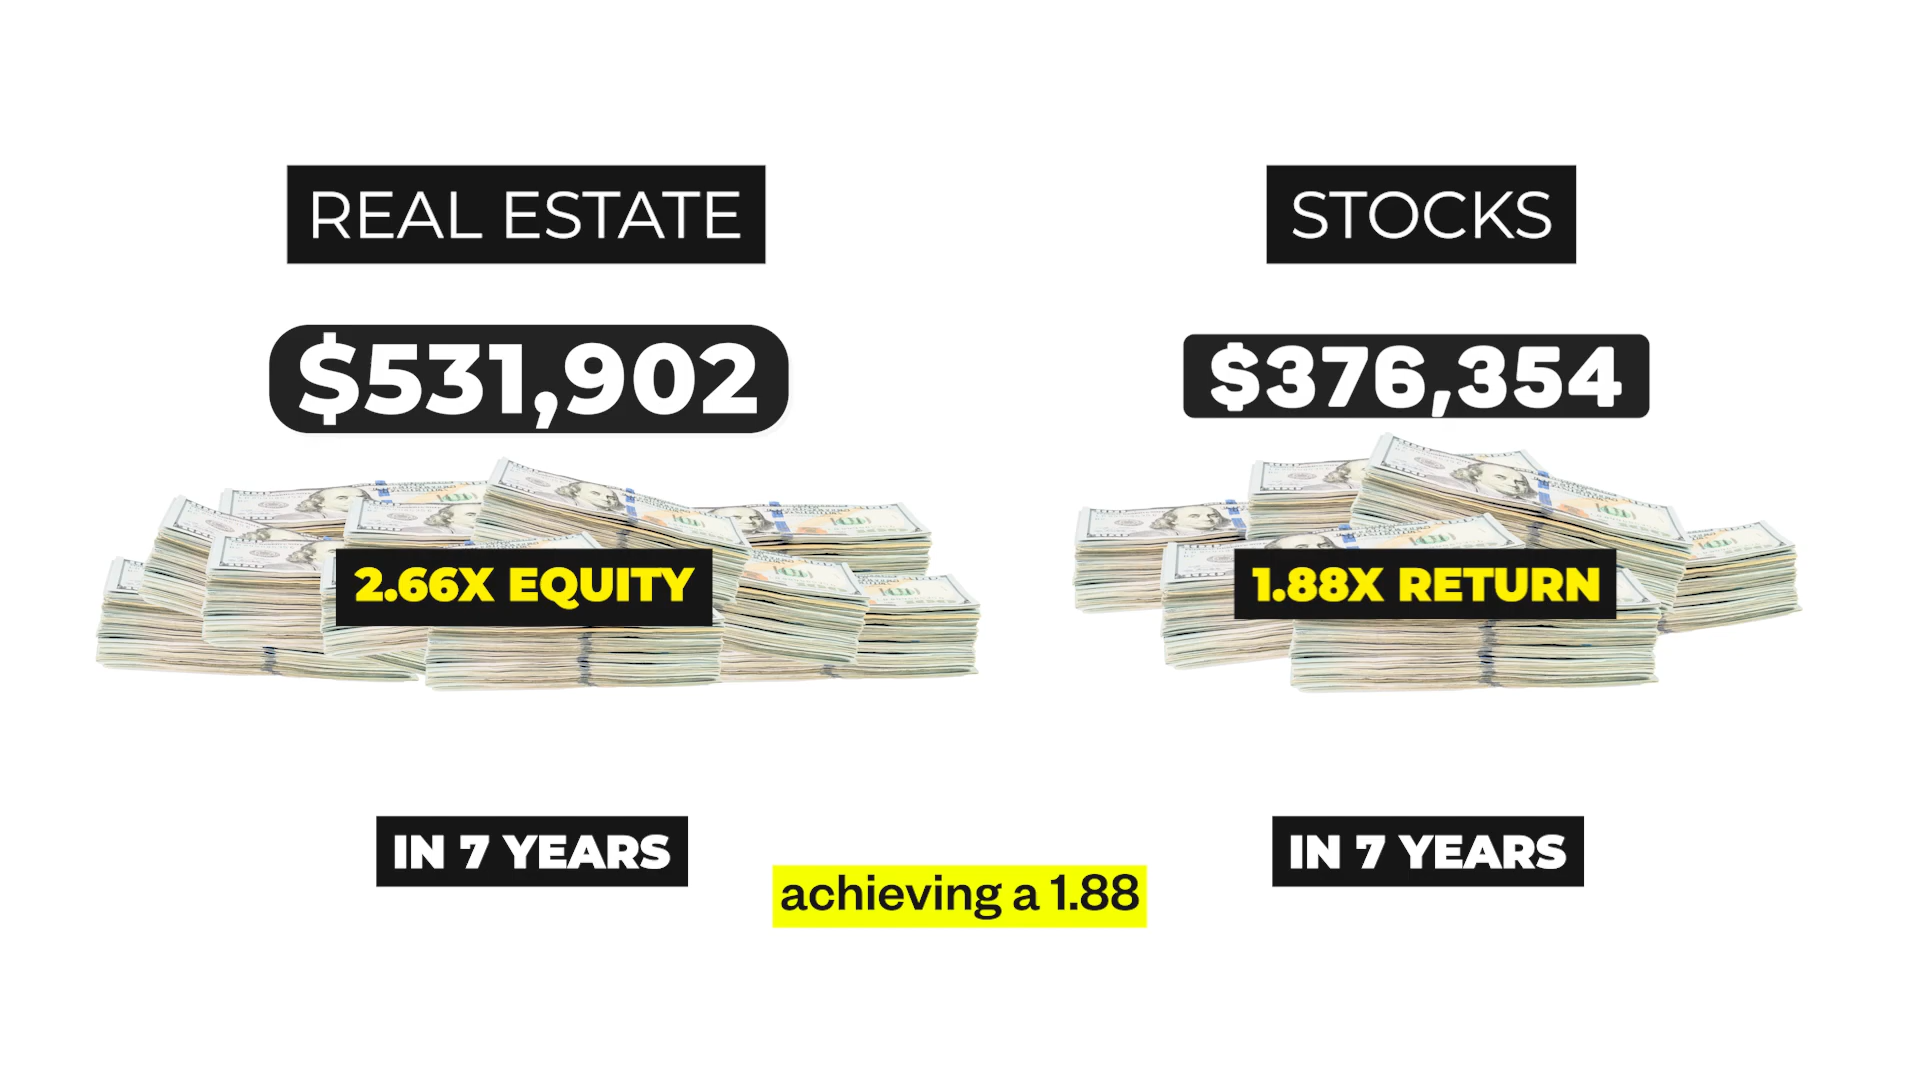 REAL ESTATE
$531,902
2.66X EQUITY
IN 7 YEARS
STOCKS
$376,354
1.88X RETURN
IN 7 YEARS
achieving a 1.88